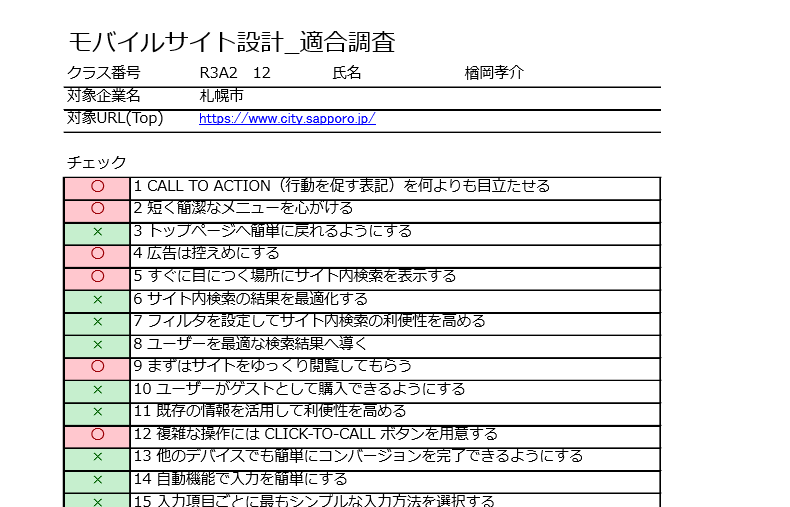 モバイルサイト設計_適合調査
クラス番号 R3A2 12 氏名 楢岡孝介
対象企業名 札幌市
対象URL(Top) https://www.city.sapporo.jp/
チェック
○ 1 CALL TO ACTION（行動を促す表記）を何よりも目立たせる
○ 2 短く簡潔なメニューを心がける
× 3 トップページへ簡単に戻れるようにする
○ 4 広告は控えめにする
○ 5 すぐに目につく場所にサイト内検索を表示する
× 6 サイト内検索の結果を最適化する
× 7 フィルタを設定してサイト内検索の利便性を高める
× 8 ユーザーを最適な検索結果へ導く
○ 9 まずはサイトをゆっくり閲覧してもらう
× 10 ユーザーがゲストとして購入できるようにする
× 11 既存の情報を活用して利便性を高める
○ 12 複雑な操作には CLICK-TO-CALL ボタンを用意する
× 13 他のデバイスでも簡単にコンバージョンを完了できるようにする
× 14 自動機能で入力を簡単にする
× 15 入力項目ごとに最もシンプルな入力方法を選択する